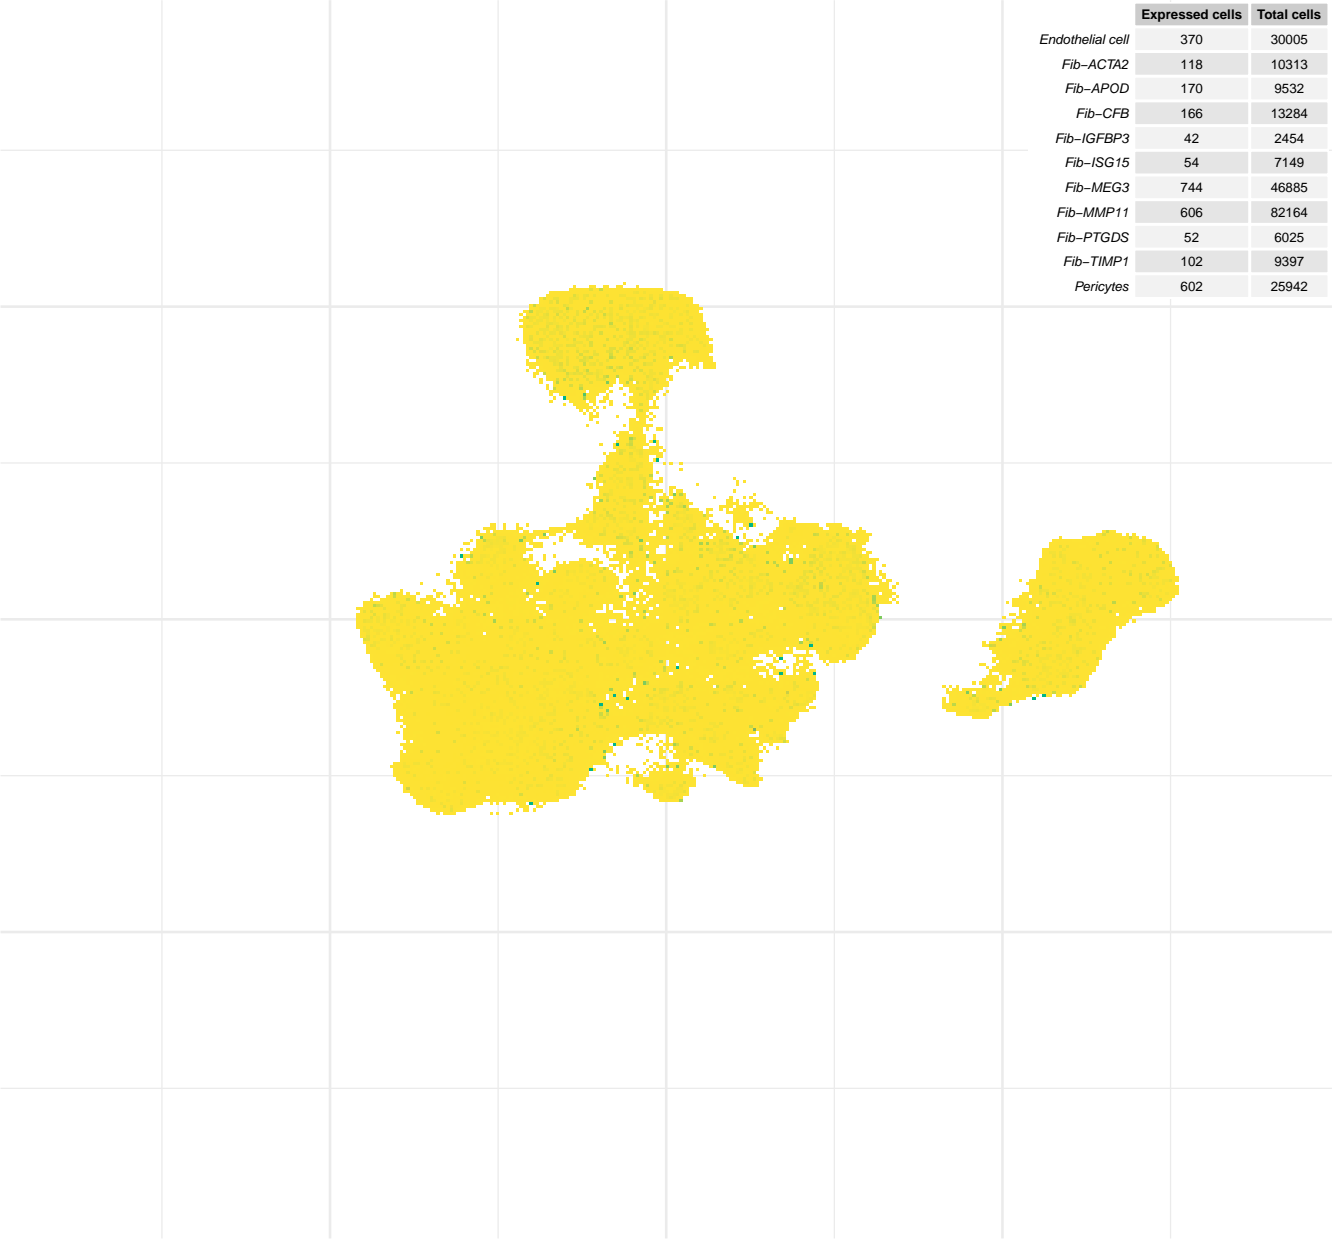 Expressed cells Total cells
Endothelial cell 370 30005
Fib−ACTA2 118 10313
Fib−APOD 170 9532
Fib−CFB 166 13284
Fib−IGFBP3 42 2454
Fib−ISG15 54 7149
Fib−MEG3 744 46885
Fib−MMP11 606 82164
Fib−PTGDS 52 6025
Fib−TIMP1 102 9397
Pericytes 602 25942